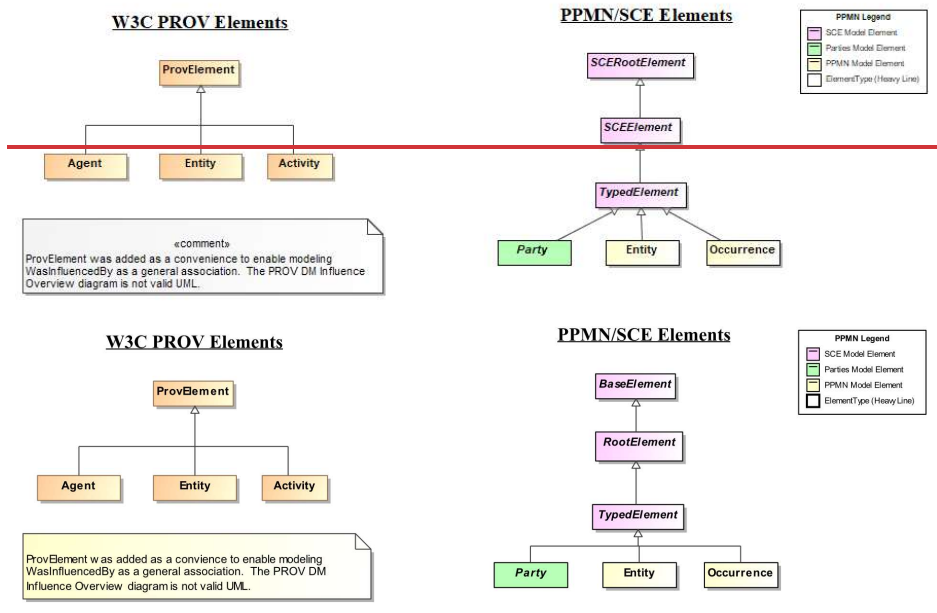 W3C PROV Elements
ProvElement
Agent
Entity
Activity
«comment»
ProvElement was added as a convenience to enable modeling
WasInfluencedBy as a general association. The PROV DM Influence
Overview diagram is not valid UML.
PPMN/SCE Elements
SCERootElement
SCEElement
TypedElement
Party
Entity
Occurrence
PPMN Legend
SCE Model Element
Parties Model Element
PPMN Model Element
ElementType (Heavy Line)
W3C PROV Elements
ProvElement
Agent
Entity
Activity
ProvElement was added as a convience to enable modeling
WasInfluencedBy as a general association. The PROV DM
Influence Overview diagram is not valid UML.
PPMN/SCE Elements
BaseElement
RootElement
TypedElement
Party
Entity
Occurrence
PPMN Legend
SCE Model Element
Parties Model Element
PPMN Model Element
ElementType (Heavy Line)